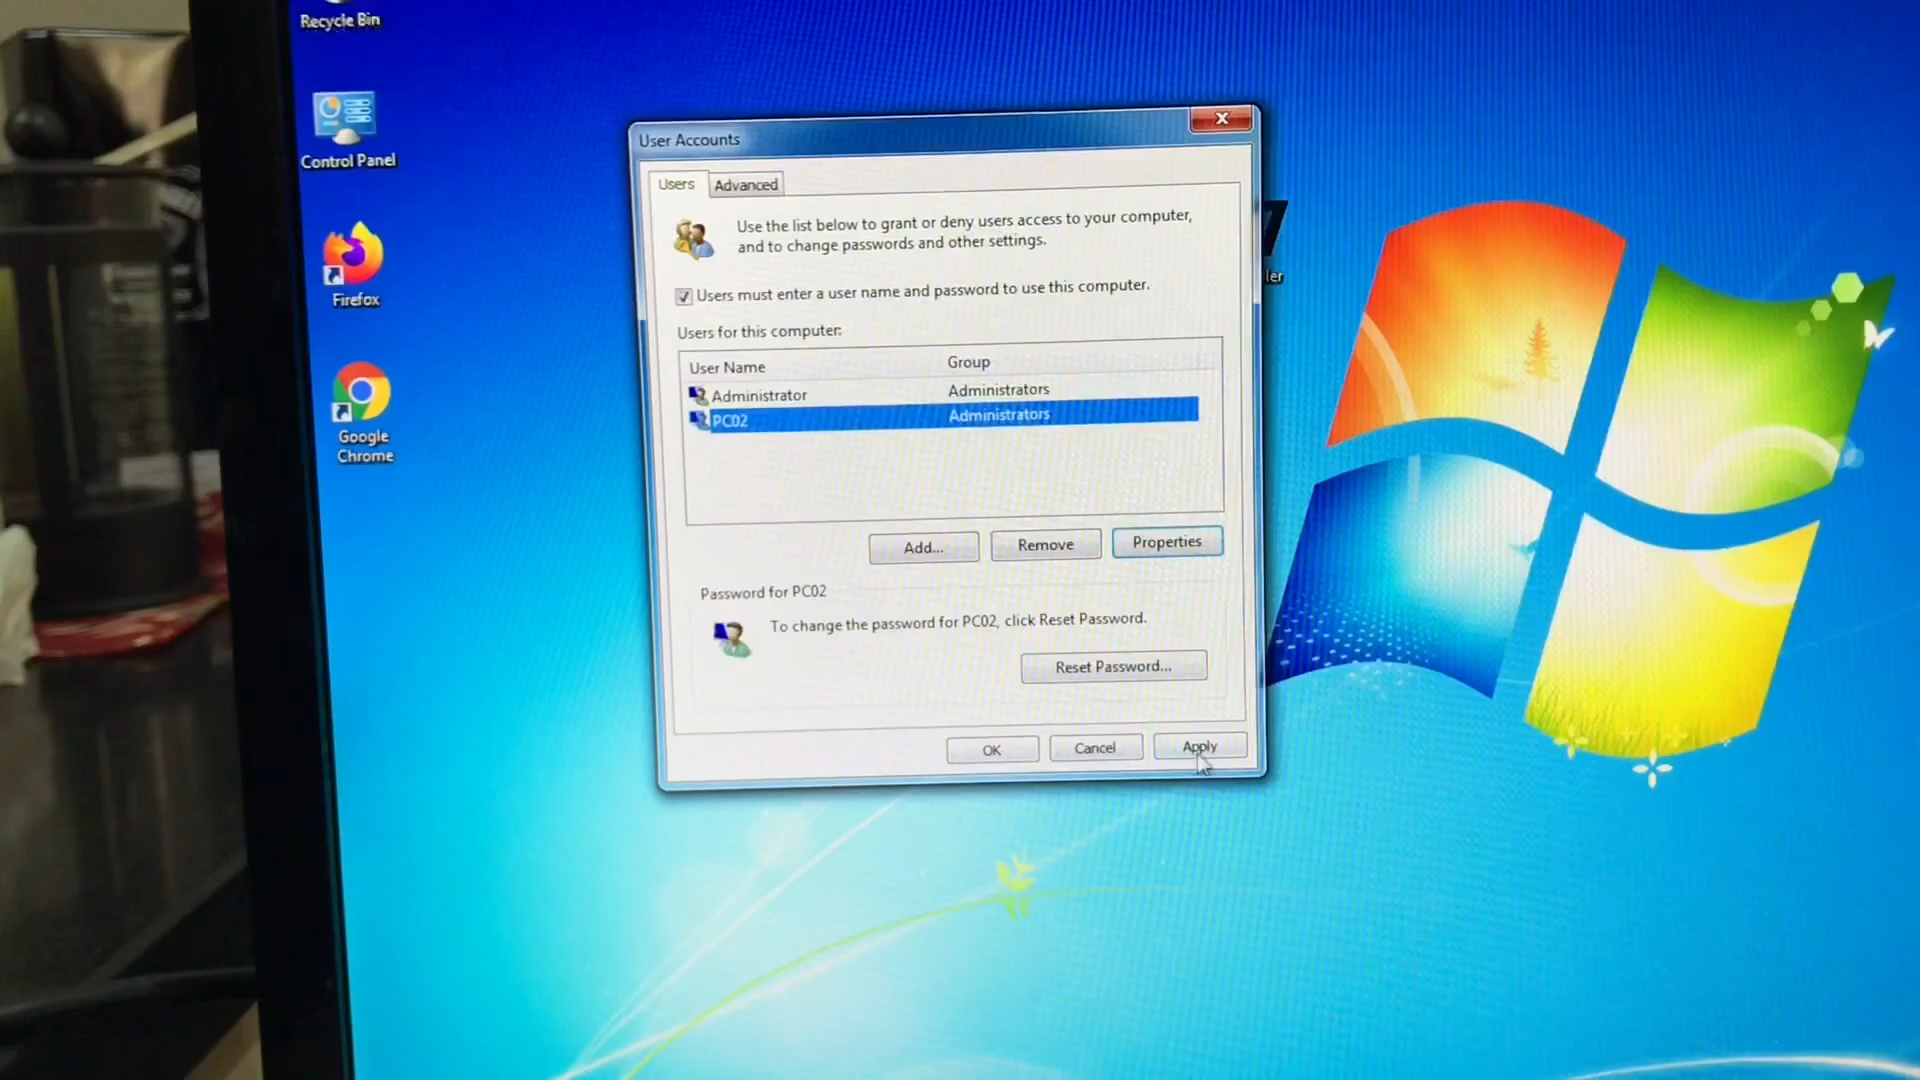 Recycle Bin
Control Panel
Firefox
Google
Chrome
User Accounts
Users
Advanced
Use the list below to grant or deny users access to your computer,
and to change passwords and other settings.
Users must enter a user name and password to use this computer.
Users for this computer:
User Name Group
Administrator Administrators
PC02 Administrators
Add... Remove Properties
Password for PC02
To change the password for PC02, click Reset Password.
Reset Password...
OK Cancel Apply
7
ler